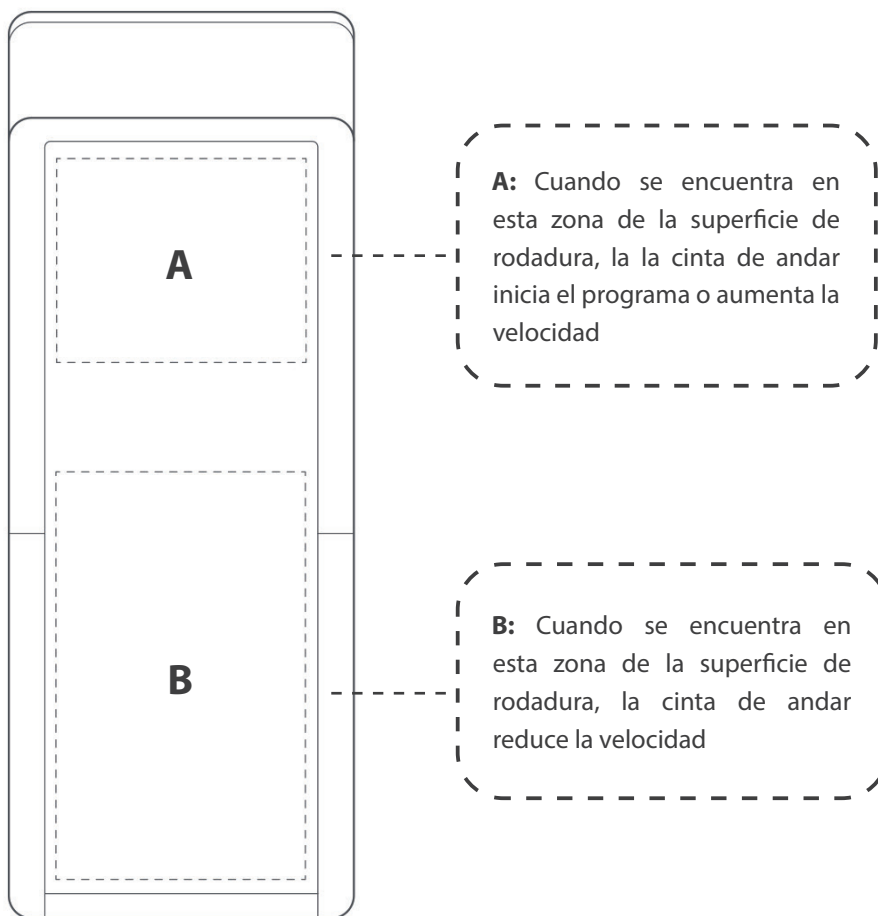 A
A: Cuando se encuentra en
esta zona de la superficie de
rodadura, la la cinta de andar
inicia el programa o aumenta la
velocidad
B
B: Cuando se encuentra en
esta zona de la superficie de
rodadura, la cinta de andar
reduce la velocidad